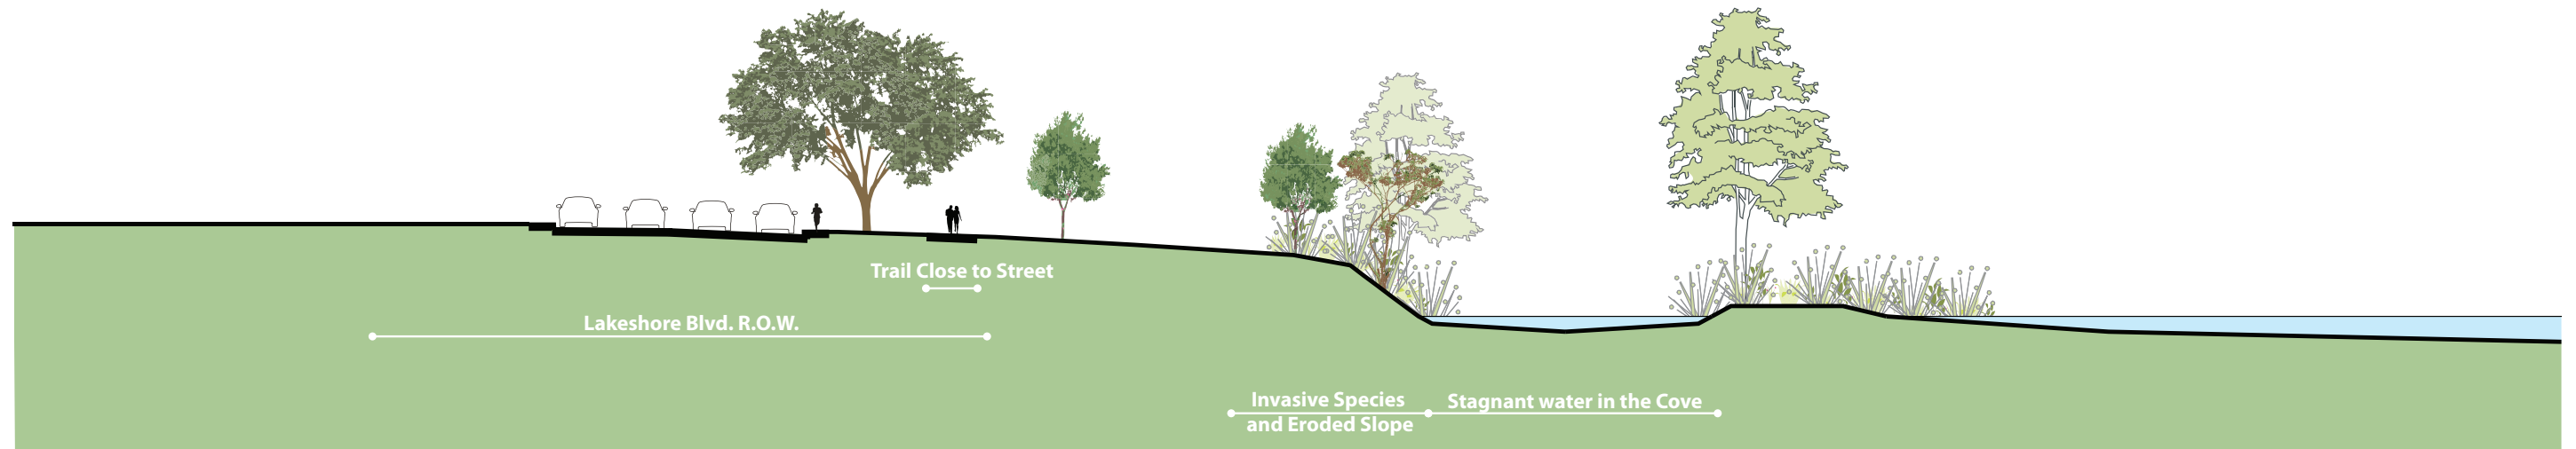 Trail Close to Street
Lakeshore Blvd. R.O.W.
Invasive Species
and Eroded Slope
Stagnant water in the Cove